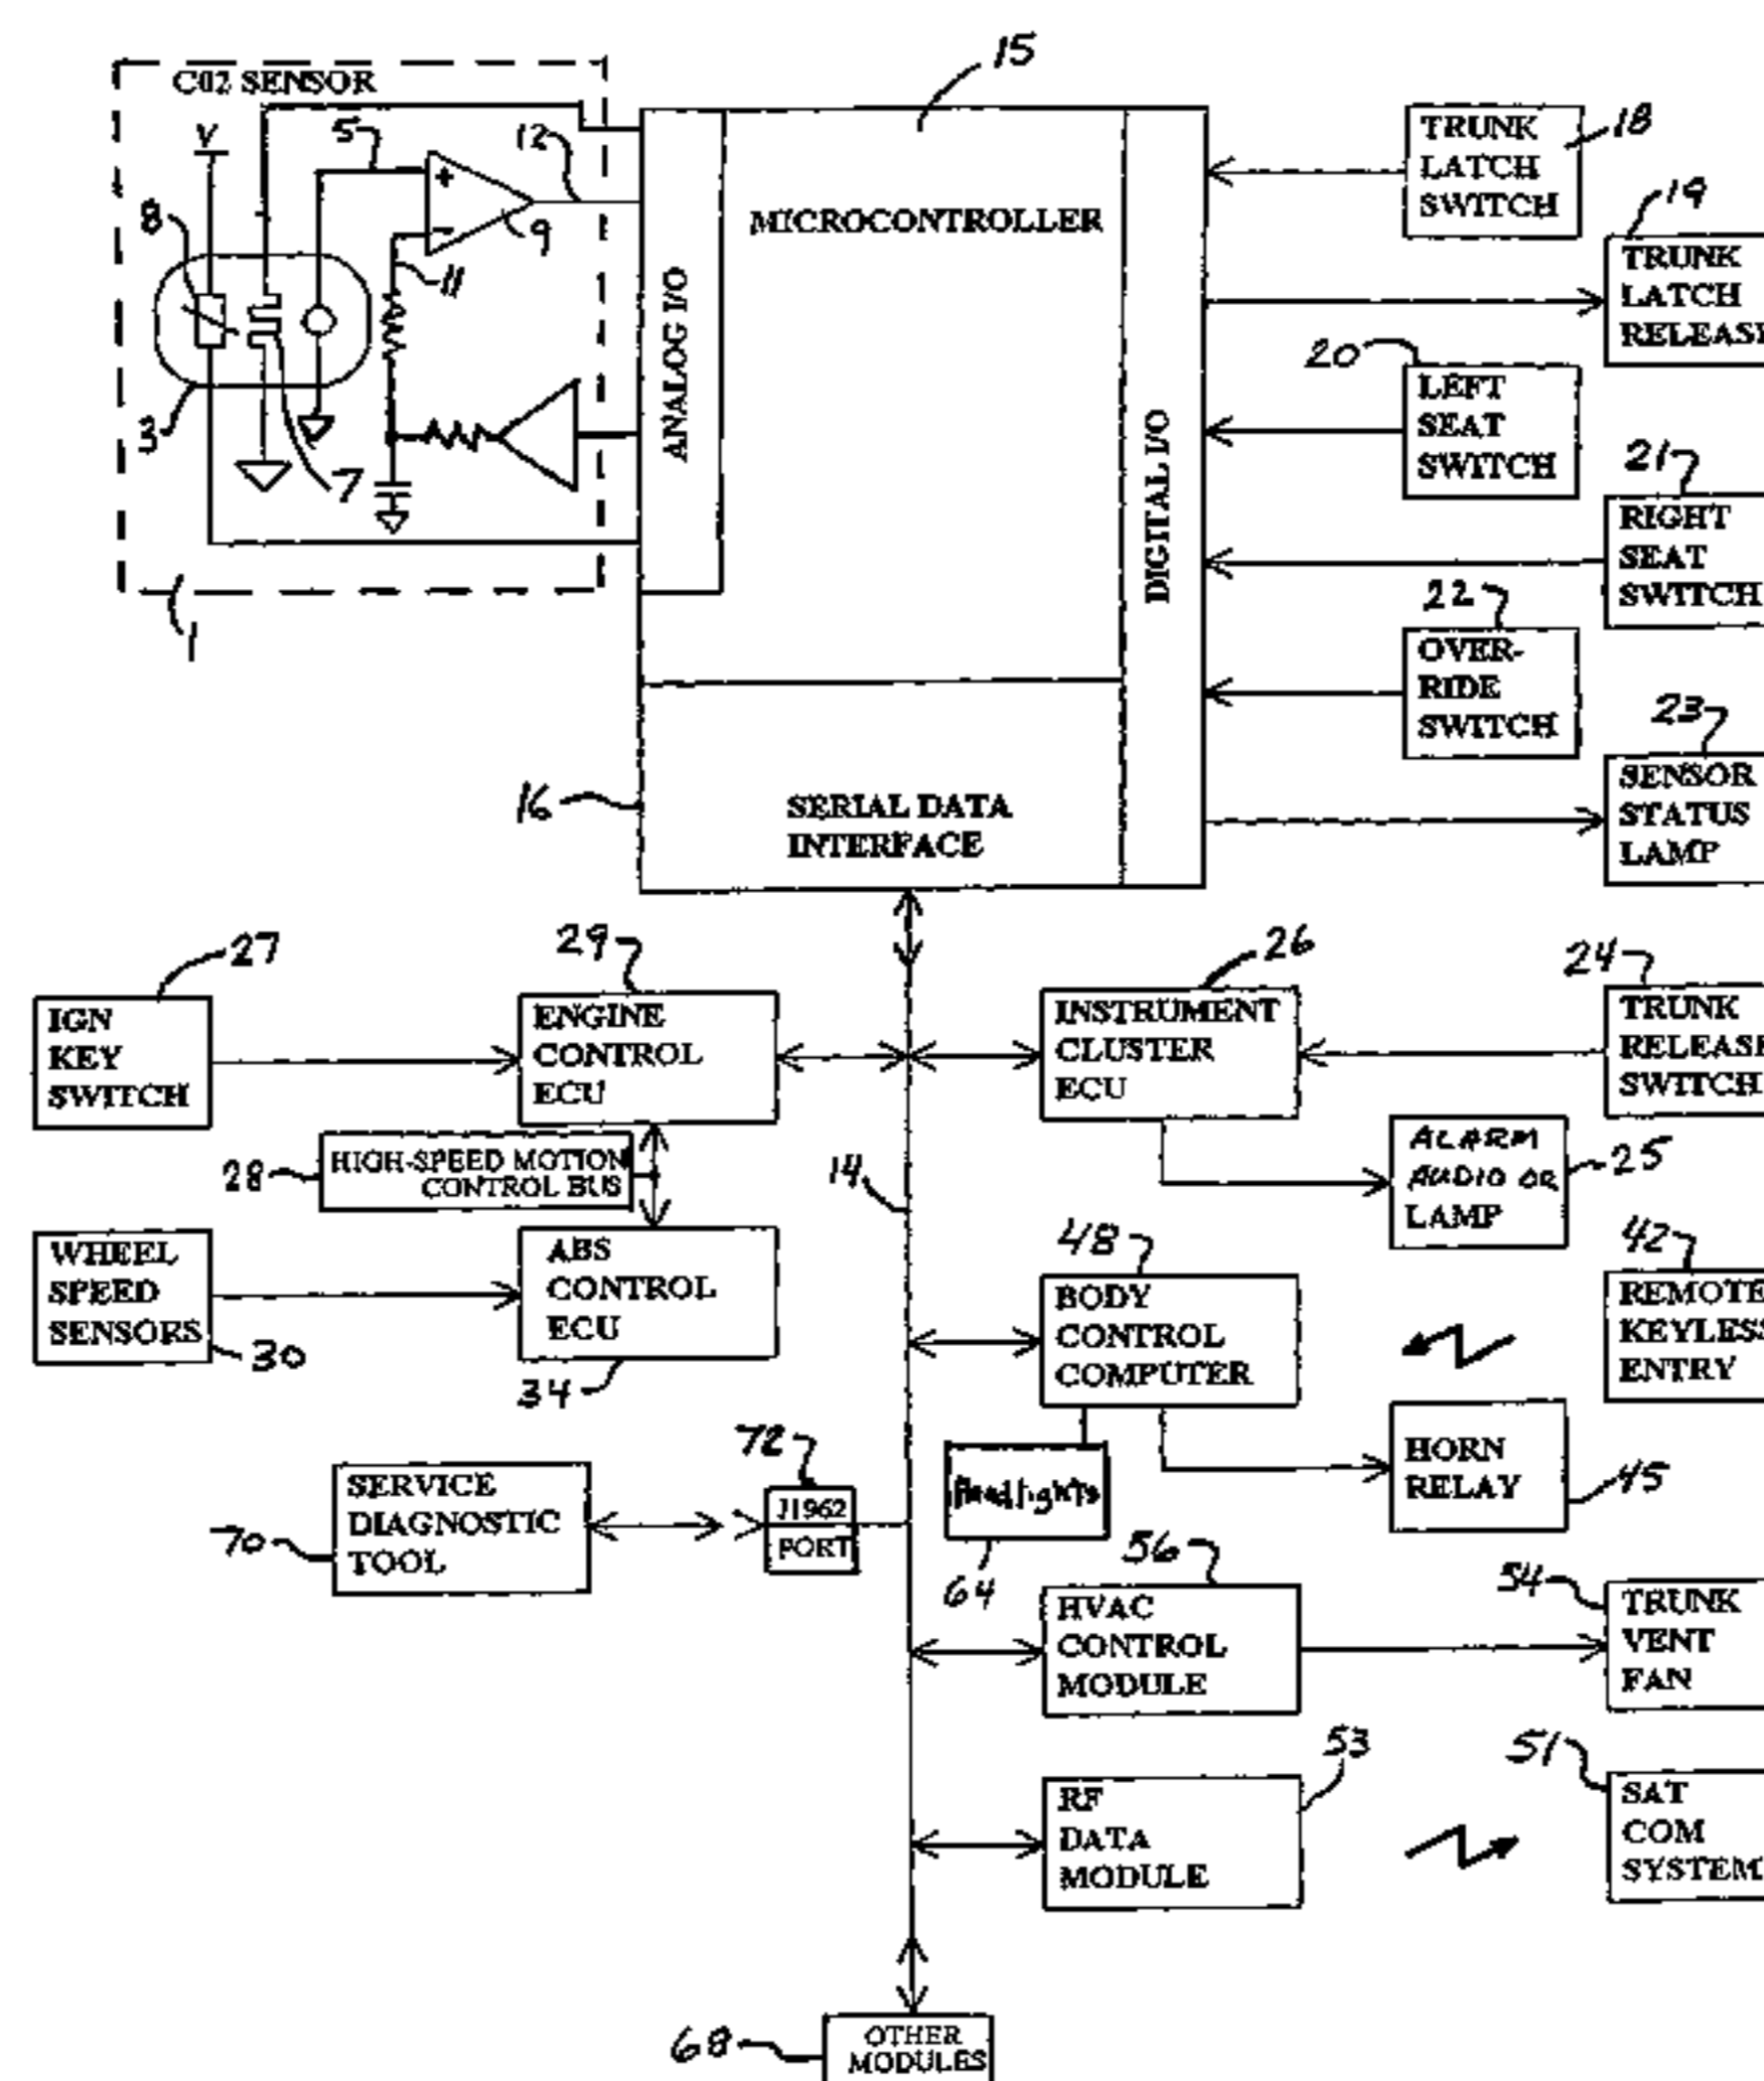 C02 SENSOR
V
5
12
8
9
11
3
7
1
ANALOG I/O
15
MICROCONTROLLER
DIGITAL I/O
16
SERIAL DATA
INTERFACE
TRUNK
LATCH
SWITCH
18
19
TRUNK
LATCH
RELEASE
20
LEFT
SEAT
SWITCH
21
RIGHT
SEAT
SWITCH
22
OVER-
RIDE
SWITCH
23
SENSOR
STATUS
LAMP
27
IGN
KEY
SWITCH
29
ENGINE
CONTROL
ECU
26
INSTRUMENT
CLUSTER
ECU
24
TRUNK
RELEASE
SWITCH
28
HIGH-SPEED MOTION
CONTROL BUS
14
ALARM
AUDIO OR
LAMP
25
WHEEL
SPEED
SENSORS
30
ABS
CONTROL
ECU
34
48
BODY
CONTROL
COMPUTER
42
REMOTE
KEYLESS
ENTRY
HORN
RELAY
45
Headlights
64
70
SERVICE
DIAGNOSTIC
TOOL
72
J1962
PORT
56
HVAC
CONTROL
MODULE
54
TRUNK
VENT
FAN
53
RF
DATA
MODULE
51
SAT
COM
SYSTEM
68
OTHER
MODULES